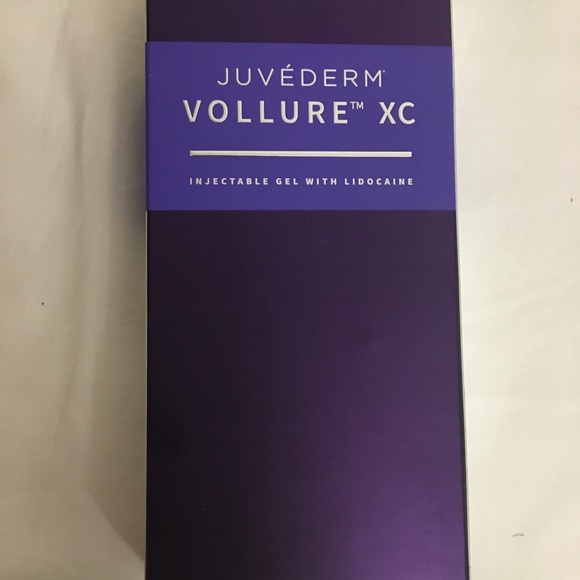 JUVÉDERM®
VOLLURE™ XC
INJECTABLE GEL WITH LIDOCAINE